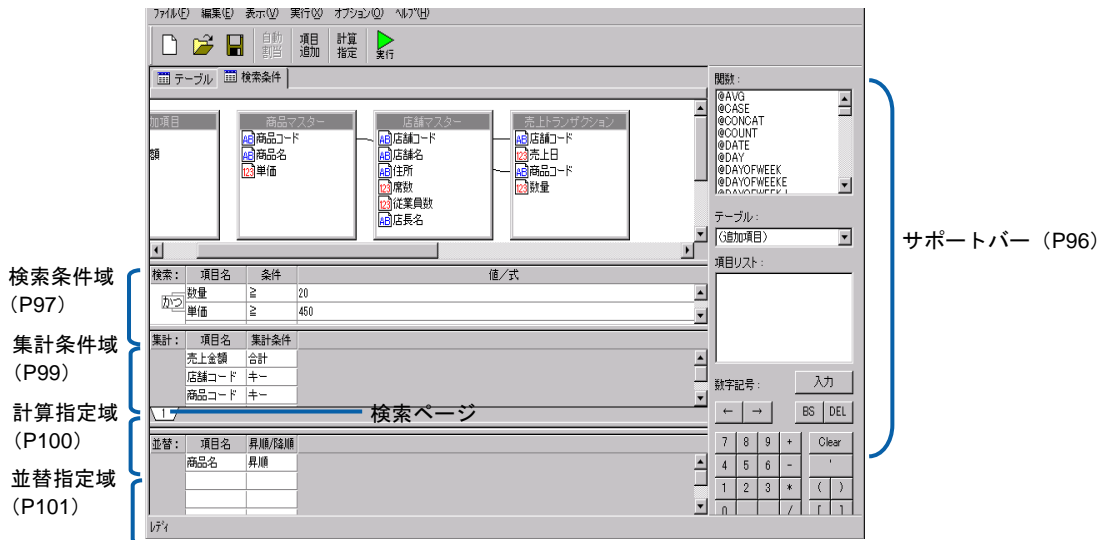 ファイル(F) 編集(E) 表示(V) 実行(X) オプション(O) ヘルプ(H)
自動割当 項目追加 計算指定 実行
テーブル 検索条件
加項目
額
商品マスター
商品コード
商品名
単価
店舗マスター
店舗コード
店舗名
住所
席数
従業員数
店長名
売上トランザクション
店舗コード
売上日
商品コード
数量
関数：
@AVG
@CASE
@CONCAT
@COUNT
@DATE
@DAY
@DAYOFWEEK
@DAYOFWEEKE
@DAYOFWEEKJ
テーブル：
(追加項目)
項目リスト：
数字記号： 入力
← → BS DEL
7 8 9 + Clear
4 5 6 - '
1 2 3 * ( )
0 / [ ]
サポートバー（P96）
検索条件域
（P97）
検索： 項目名 条件 値／式
かつ
数量 ≧ 20
単価 ≧ 450
集計条件域
（P99）
集計： 項目名 集計条件
売上金額 合計
店舗コード キー
商品コード キー
1
検索ページ
計算指定域
（P100）
並替指定域
（P101）
並替： 項目名 昇順/降順
商品名 昇順
ﾚﾃﾞｨ